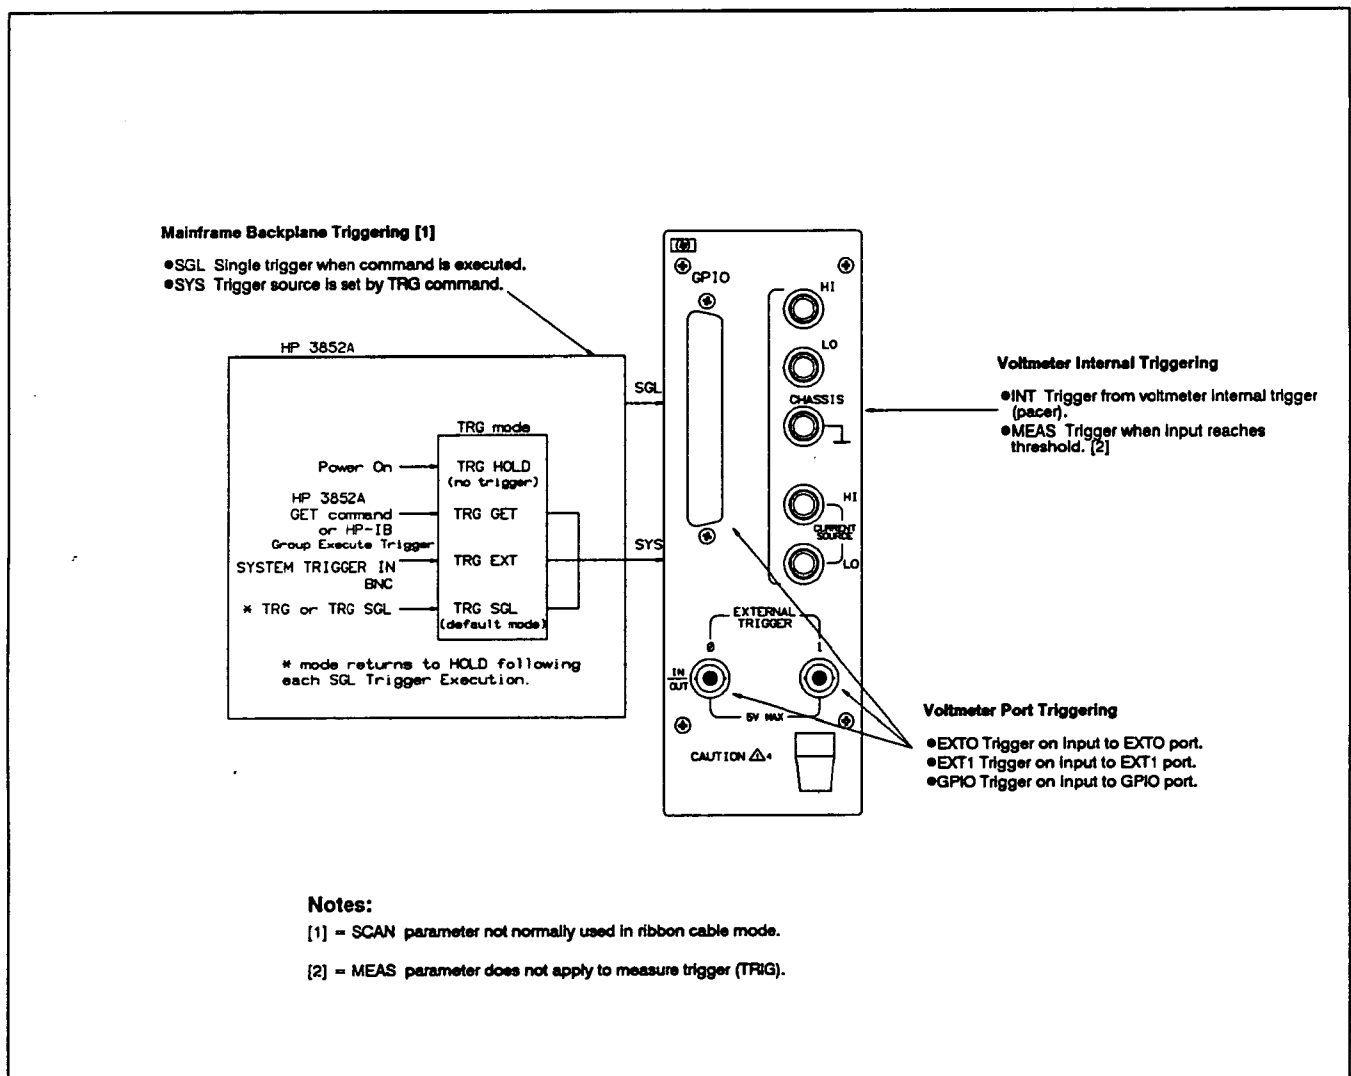 Mainframe Backplane Triggering [1]
●SGL Single trigger when command is executed.
●SYS Trigger source is set by TRG command.
HP 3852A
TRG mode
Power On
TRG HOLD
(no trigger)
HP 3852A
GET command
or HP-IB
Group Execute Trigger
TRG GET
SYSTEM TRIGGER IN
BNC
TRG EXT
* TRG or TRG SGL
TRG SGL
(default mode)
* mode returns to HOLD following
each SGL Trigger Execution.
SGL
SYS
hp
GPIO
HI
LO
CHASSIS
HI
CURRENT
SOURCE
LO
EXTERNAL
TRIGGER
0
1
IN
OUT
5V MAX
CAUTION ⚠4
Voltmeter Internal Triggering
●INT Trigger from voltmeter internal trigger
(pacer).
●MEAS Trigger when input reaches
threshold. [2]
Voltmeter Port Triggering
●EXTO Trigger on input to EXTO port.
●EXT1 Trigger on input to EXT1 port.
●GPIO Trigger on input to GPIO port.
Notes:
[1] = SCAN parameter not normally used in ribbon cable mode.
[2] = MEAS parameter does not apply to measure trigger (TRIG).